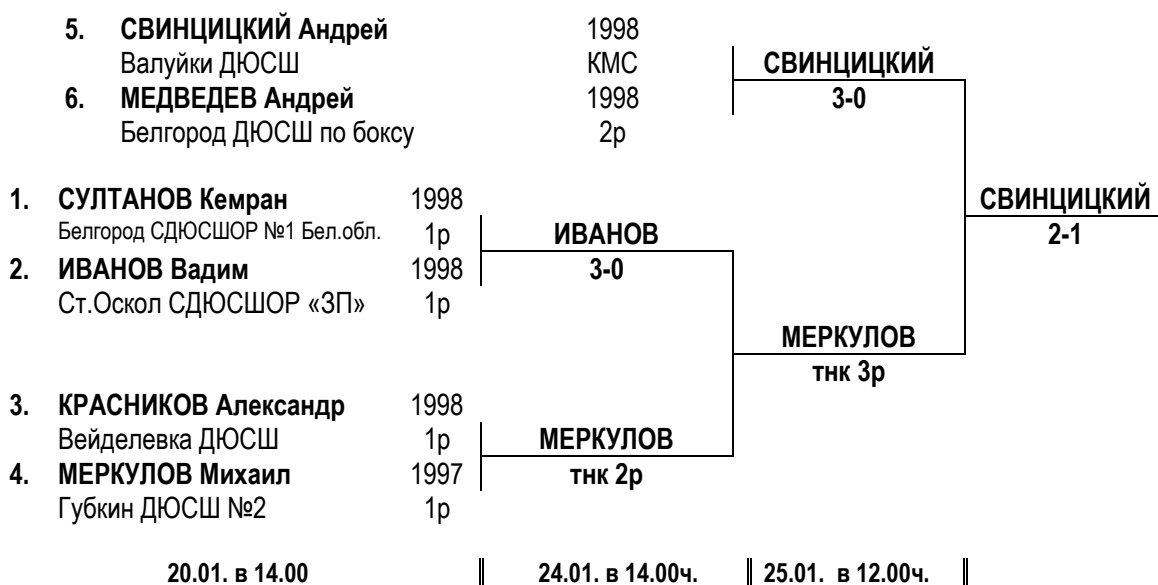 5. СВИНЦИЦКИЙ Андрей 1998
Валуйки ДЮСШ КМС СВИНЦИЦКИЙ
6. МЕДВЕДЕВ Андрей 1998 3-0
Белгород ДЮСШ по боксу 2р
1. СУЛТАНОВ Кемран 1998 СВИНЦИЦКИЙ
Белгород СДЮСШОР №1 Бел.обл. 1р ИВАНОВ 2-1
2. ИВАНОВ Вадим 1998 3-0
Ст.Оскол СДЮСШОР «ЗП» 1р
МЕРКУЛОВ
тнк 3р
3. КРАСНИКОВ Александр 1998
Вейделевка ДЮСШ 1р МЕРКУЛОВ
4. МЕРКУЛОВ Михаил 1997 тнк 2р
Губкин ДЮСШ №2 1р
20.01. в 14.00 24.01. в 14.00ч. 25.01. в 12.00ч.